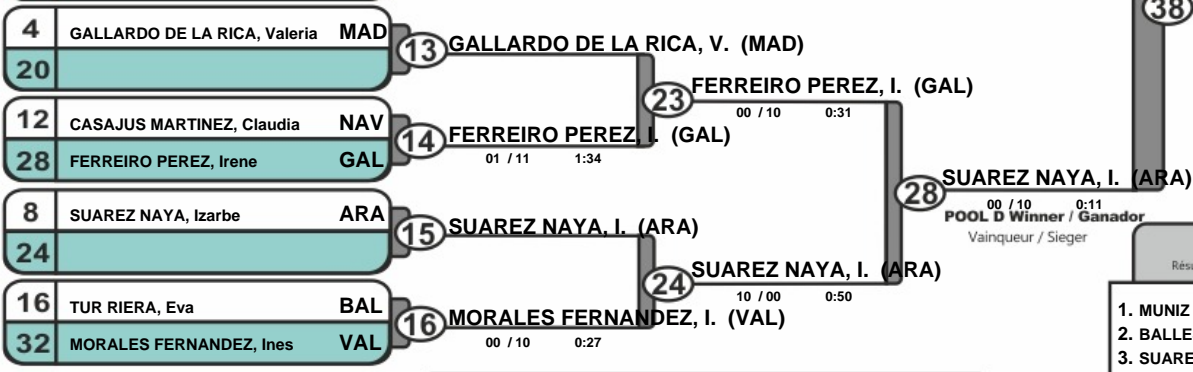 38
4 GALLARDO DE LA RICA, Valeria MAD
20
13 GALLARDO DE LA RICA, V. (MAD)
23 FERREIRO PEREZ, I. (GAL)
00 / 10 0:31
12 CASAJUS MARTINEZ, Claudia NAV
28 FERREIRO PEREZ, Irene GAL
14 FERREIRO PEREZ, I. (GAL)
01 / 11 1:34
28 SUAREZ NAYA, I. (ARA)
00 / 10 0:11
POOL D Winner / Ganador
Vainqueur / Sieger
8 SUAREZ NAYA, Izarbe ARA
24
15 SUAREZ NAYA, I. (ARA)
24 SUAREZ NAYA, I. (ARA)
10 / 00 0:50
16 TUR RIERA, Eva BAL
32 MORALES FERNANDEZ, Ines VAL
16 MORALES FERNANDEZ, I. (VAL)
00 / 10 0:27
Résu
1. MUNIZ
2. BALLE
3. SUARE